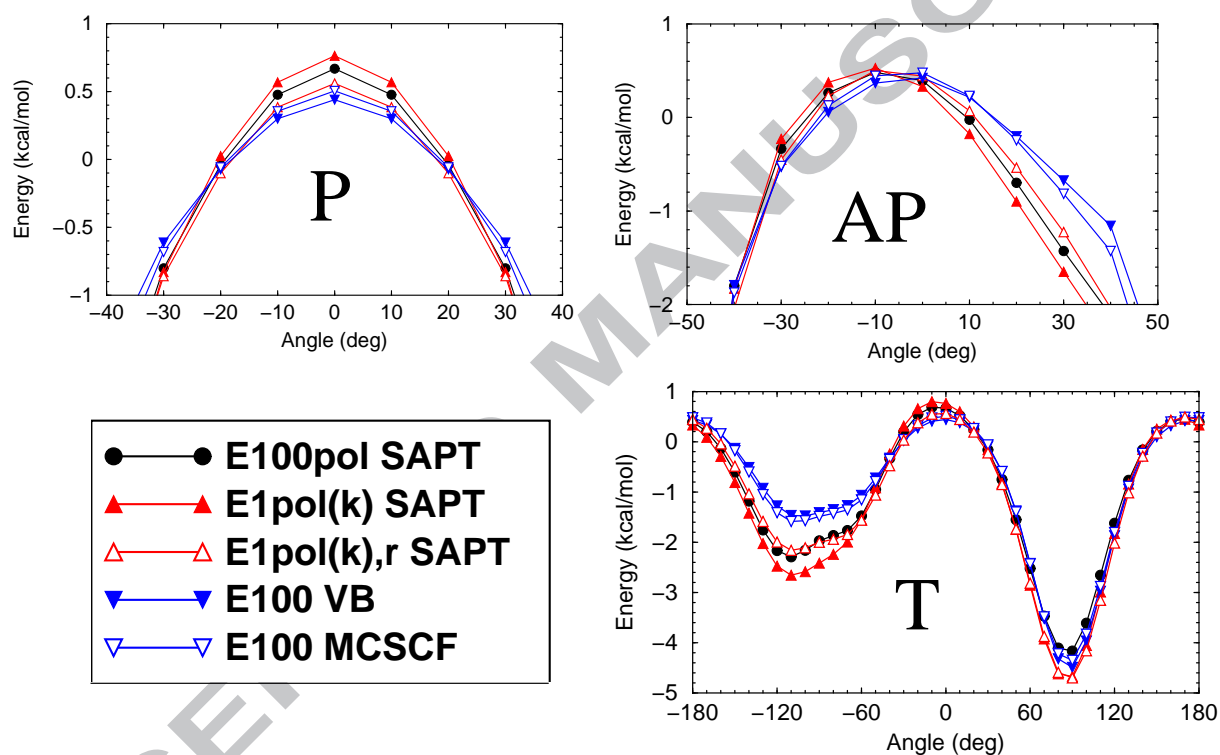 1
0.5
0
−0.5
−1
−40 −30 −20 −10 0 10 20 30 40
Energy (kcal/mol)
Angle (deg)
P
1
0
−1
−2
−50 −30 −10 10 30 50
Energy (kcal/mol)
Angle (deg)
AP
E100pol SAPT
E1pol(k) SAPT
E1pol(k),r SAPT
E100 VB
E100 MCSCF
1
0
−1
−2
−3
−4
−5
−180 −120 −60 0 60 120 180
Energy (kcal/mol)
Angle (deg)
T
MANUSC